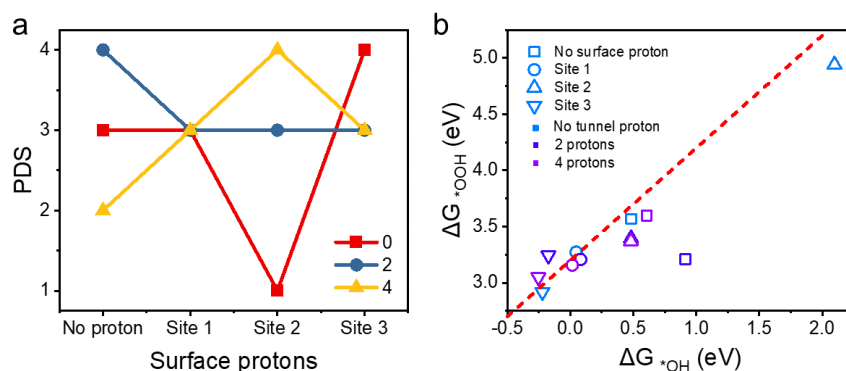 a
PDS
4
3
2
1
0
2
4
No proton
Site 1
Site 2
Site 3
Surface protons
b
ΔG *OOH (eV)
5.0
4.5
4.0
3.5
3.0
No surface proton
Site 1
Site 2
Site 3
No tunnel proton
2 protons
4 protons
-0.5
0.0
0.5
1.0
1.5
2.0
ΔG *OH (eV)